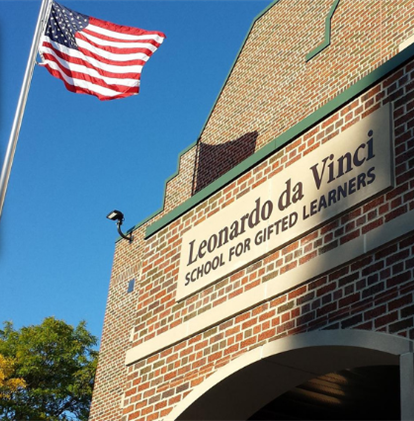 Leonardo da Vinci
SCHOOL FOR GIFTED LEARNERS